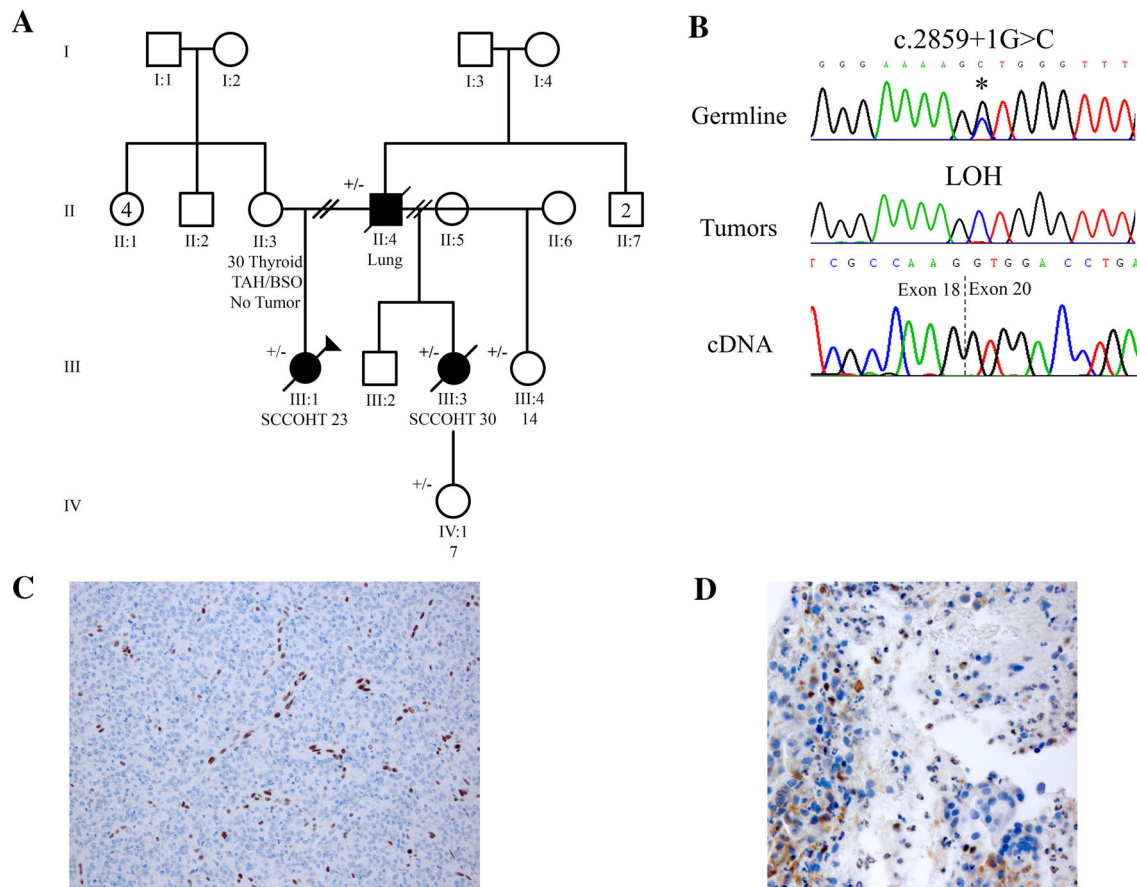 A
I
I:1
I:2
I:3
I:4
II
4
II:1
II:2
II:3
30 Thyroid
TAH/BSO
No Tumor
+/-
II:4
Lung
II:5
II:6
2
II:7
III
+/-
III:1
SCCOHT 23
III:2
+/-
III:3
SCCOHT 30
+/-
III:4
14
IV
+/-
IV:1
7
B
c.2859+1G>C
G G G A A A A G C T G G G T T T
*
Germline
LOH
Tumors
T C G C C A A G G T G G A C C T G A
Exon 18 Exon 20
cDNA
C
D